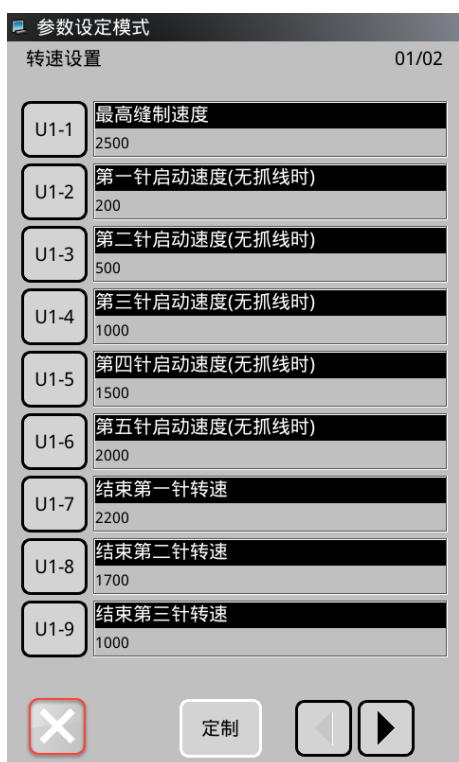 参数设定模式
转速设置 01/02
U1-1 最高缝制速度
2500
U1-2 第一针启动速度(无抓线时)
200
U1-3 第二针启动速度(无抓线时)
500
U1-4 第三针启动速度(无抓线时)
1000
U1-5 第四针启动速度(无抓线时)
1500
U1-6 第五针启动速度(无抓线时)
2000
U1-7 结束第一针转速
2200
U1-8 结束第二针转速
1700
U1-9 结束第三针转速
1000
定制